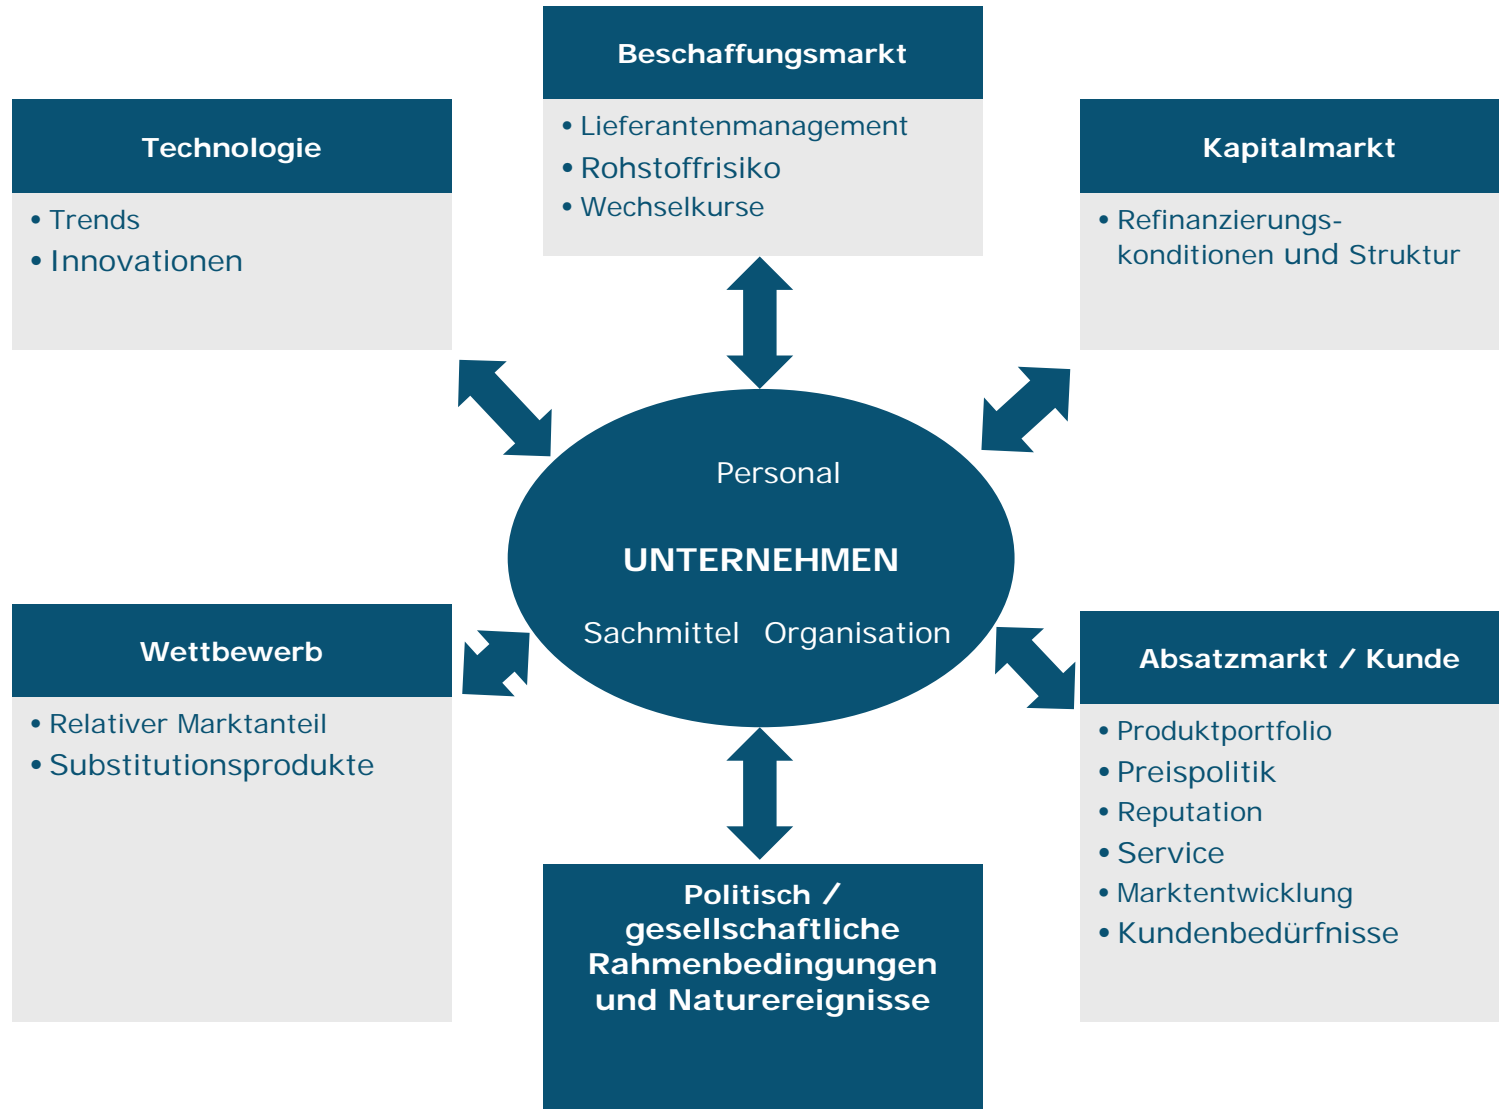 Beschaffungsmarkt
• Lieferantenmanagement
• Rohstoffrisiko
• Wechselkurse
Technologie
• Trends
• Innovationen
Kapitalmarkt
• Refinanzierungs-
konditionen und Struktur
Personal
UNTERNEHMEN
Sachmittel Organisation
Wettbewerb
• Relativer Marktanteil
• Substitutionsprodukte
Absatzmarkt / Kunde
• Produktportfolio
• Preispolitik
• Reputation
• Service
• Marktentwicklung
• Kundenbedürfnisse
Politisch /
gesellschaftliche
Rahmenbedingungen
und Naturereignisse